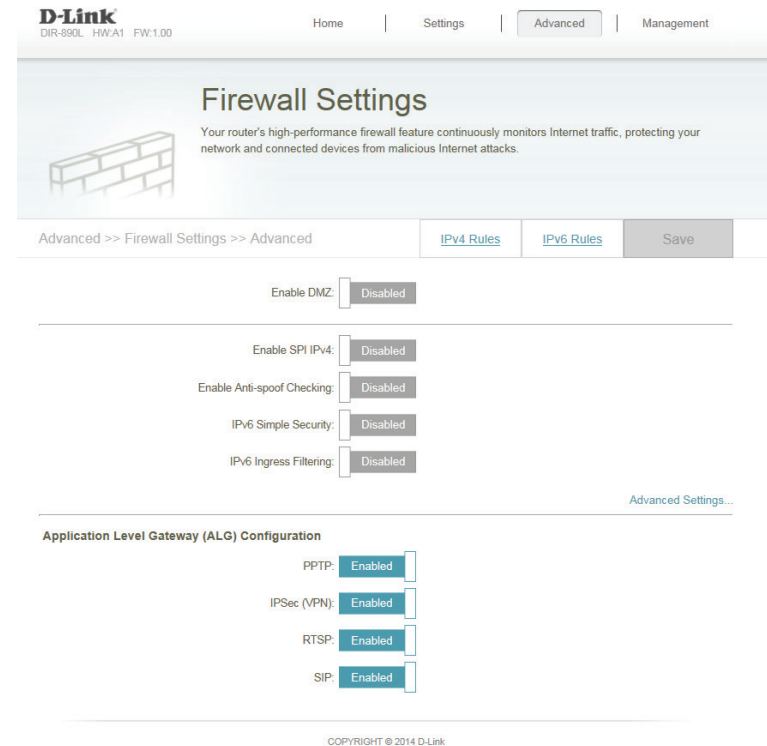 D-Link
DIR-890L HW:A1 FW:1.00
Home
Settings
Advanced
Management
Firewall Settings
Your router's high-performance firewall feature continuously monitors Internet traffic, protecting your
network and connected devices from malicious Internet attacks.
Advanced >> Firewall Settings >> Advanced
IPv4 Rules
IPv6 Rules
Save
Enable DMZ: Disabled
Enable SPI IPv4: Disabled
Enable Anti-spoof Checking: Disabled
IPv6 Simple Security: Disabled
IPv6 Ingress Filtering: Disabled
Advanced Settings...
Application Level Gateway (ALG) Configuration
PPTP: Enabled
IPSec (VPN): Enabled
RTSP: Enabled
SIP: Enabled
COPYRIGHT © 2014 D-Link